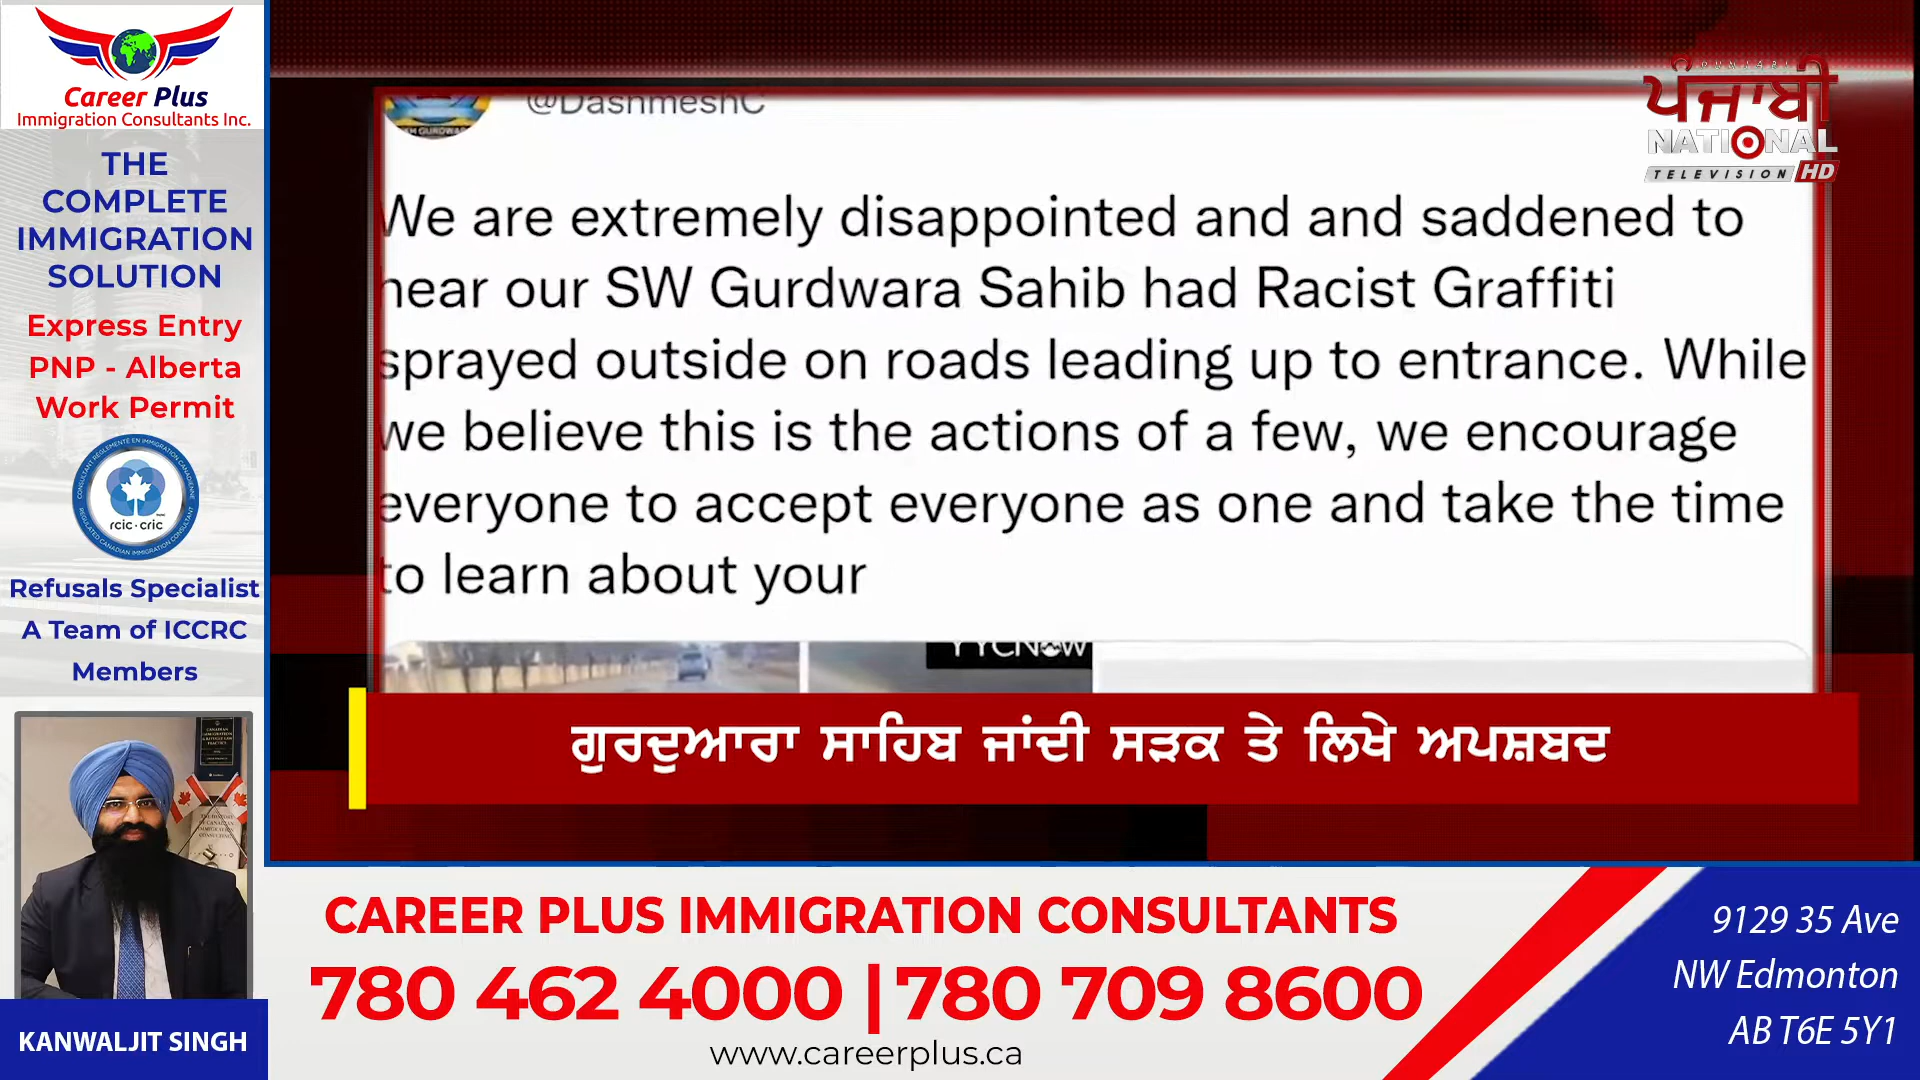 Career Plus
Immigration Consultants Inc.
THE
COMPLETE
IMMIGRATION
SOLUTION
Express Entry
PNP - Alberta
Work Permit
rcic · cric
Refusals Specialist
A Team of ICCRC
Members
KANWALJIT SINGH
@DashmeshC
We are extremely disappointed and and saddened to
hear our SW Gurdwara Sahib had Racist Graffiti
sprayed outside on roads leading up to entrance. While
we believe this is the actions of a few, we encourage
everyone to accept everyone as one and take the time
to learn about your
YYCNOW
PUNJABI
ਪੰਜਾਬੀ
NATIONAL
TELEVISION HD
ਗੁਰਦੁਆਰਾ ਸਾਹਿਬ ਜਾਂਦੀ ਸੜਕ ਤੇ ਲਿਖੇ ਅਪਸ਼ਬਦ
CAREER PLUS IMMIGRATION CONSULTANTS
780 462 4000 | 780 709 8600
www.careerplus.ca
9129 35 Ave
NW Edmonton
AB T6E 5Y1